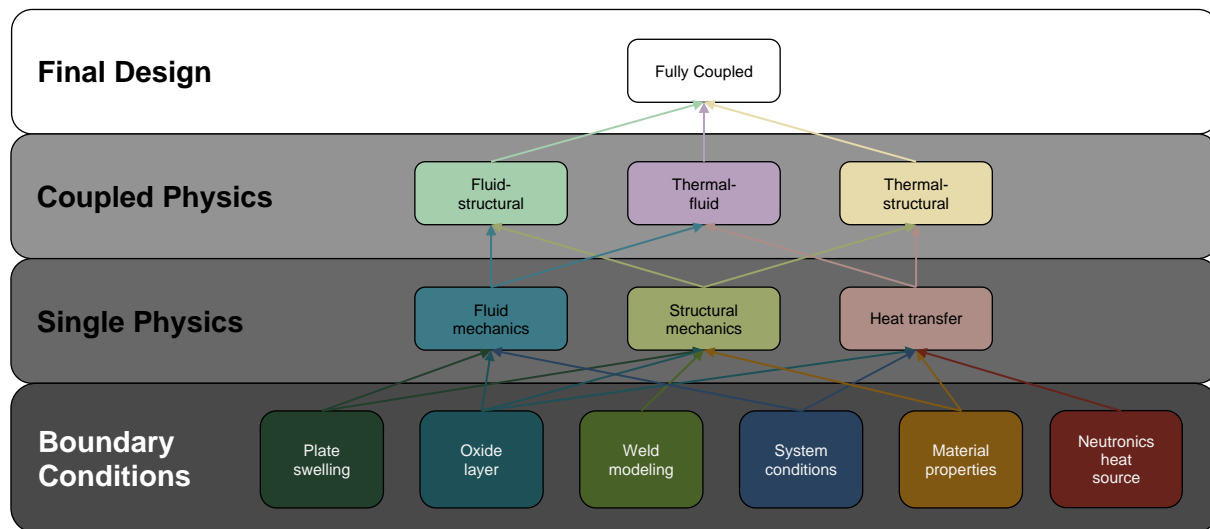 Final Design
Fully Coupled
Coupled Physics
Fluid-
structural
Thermal-
fluid
Thermal-
structural
Single Physics
Fluid
mechanics
Structural
mechanics
Heat transfer
Boundary
Conditions
Plate
swelling
Oxide
layer
Weld
modeling
System
conditions
Material
properties
Neutronics
heat
source